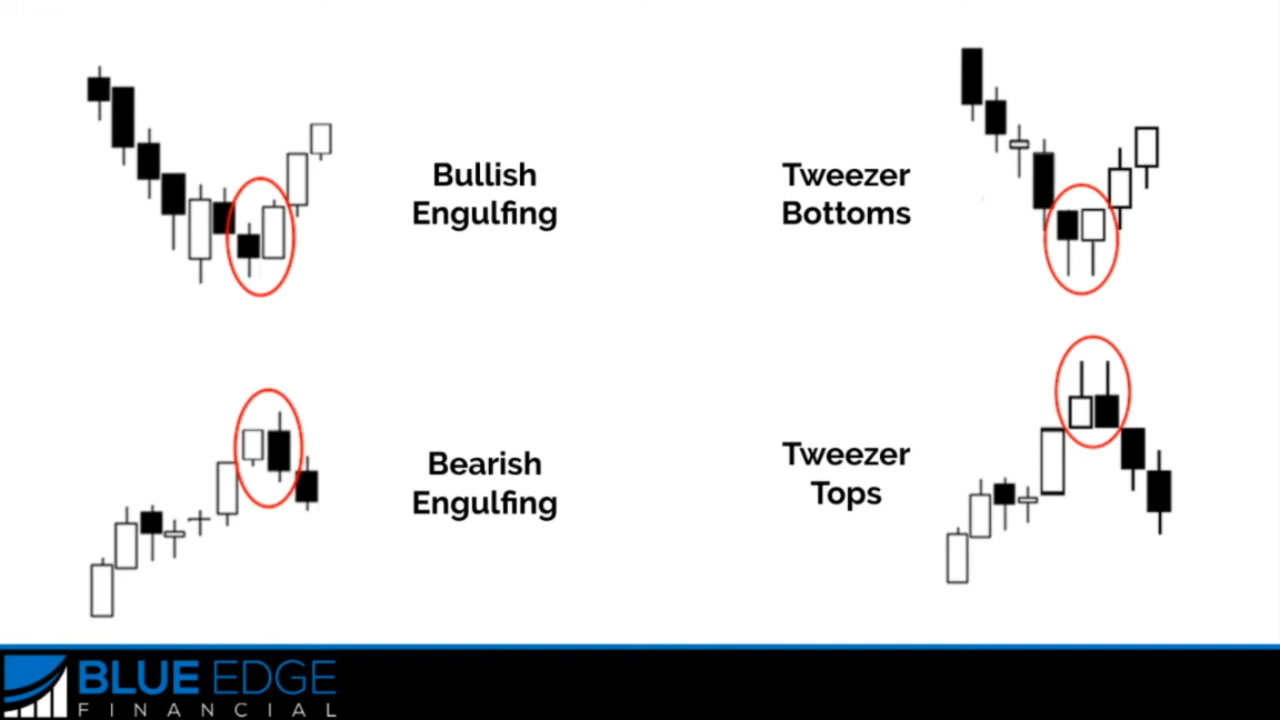 Bullish
Engulfing
Tweezer
Bottoms
Bearish
Engulfing
Tweezer
Tops
BLUE EDGE
FINANCIAL